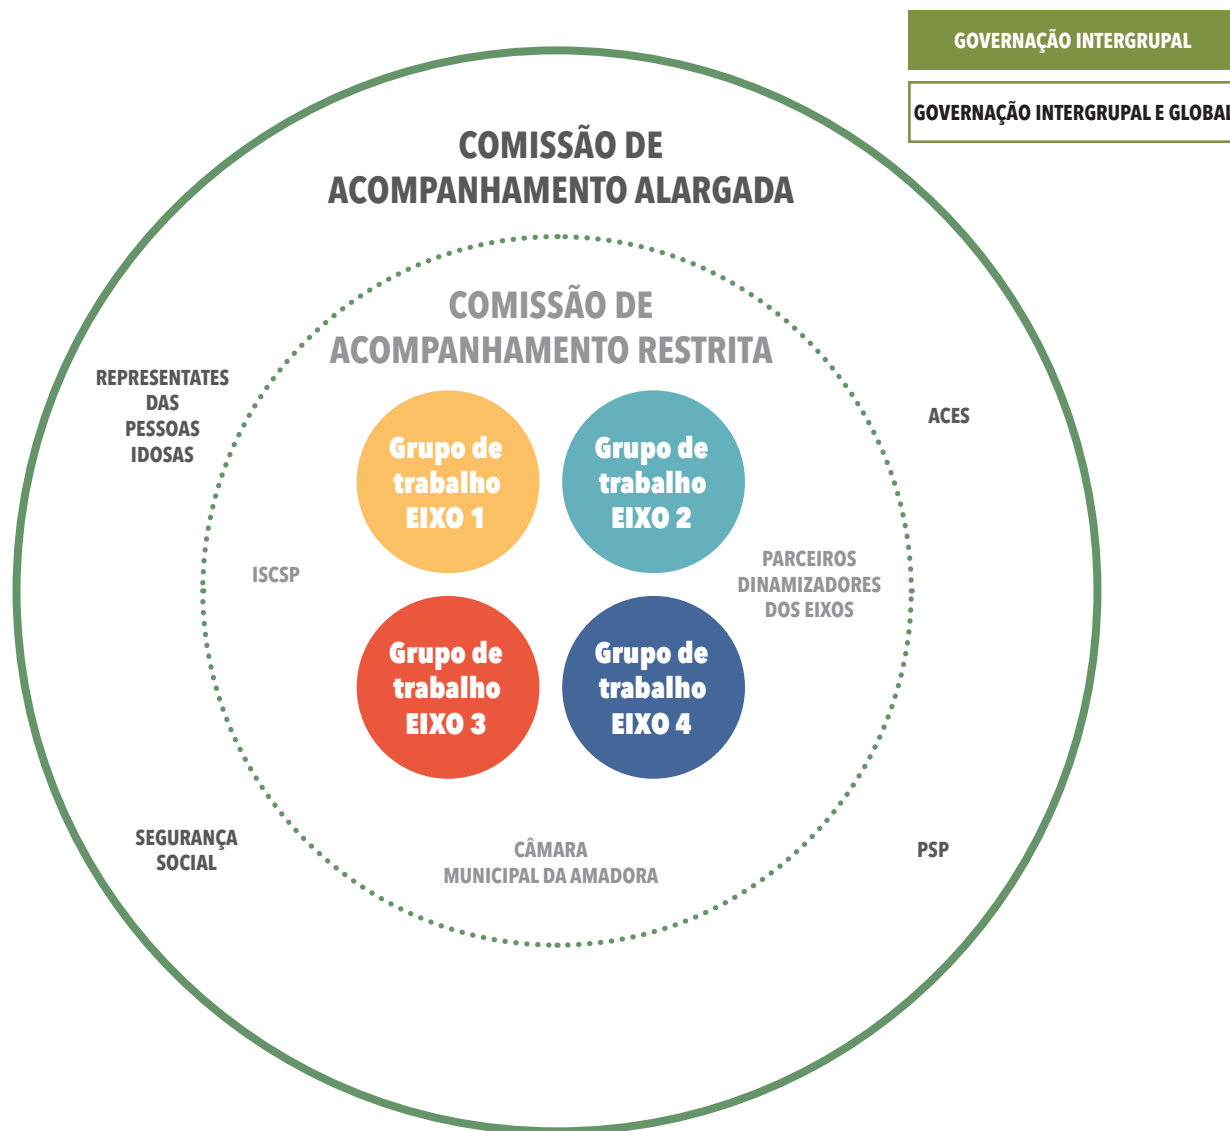 GOVERNAÇÃO INTERGRUPAL
GOVERNAÇÃO INTERGRUPAL E GLOBAL
COMISSÃO DE
ACOMPANHAMENTO ALARGADA
COMISSÃO DE
ACOMPANHAMENTO RESTRITA
REPRESENTATES
DAS
PESSOAS
IDOSAS
ACES
Grupo de
trabalho
EIXO 1
Grupo de
trabalho
EIXO 2
ISCSP
PARCEIROS
DINAMIZADORES
DOS EIXOS
Grupo de
trabalho
EIXO 3
Grupo de
trabalho
EIXO 4
SEGURANÇA
SOCIAL
CÂMARA
MUNICIPAL DA AMADORA
PSP